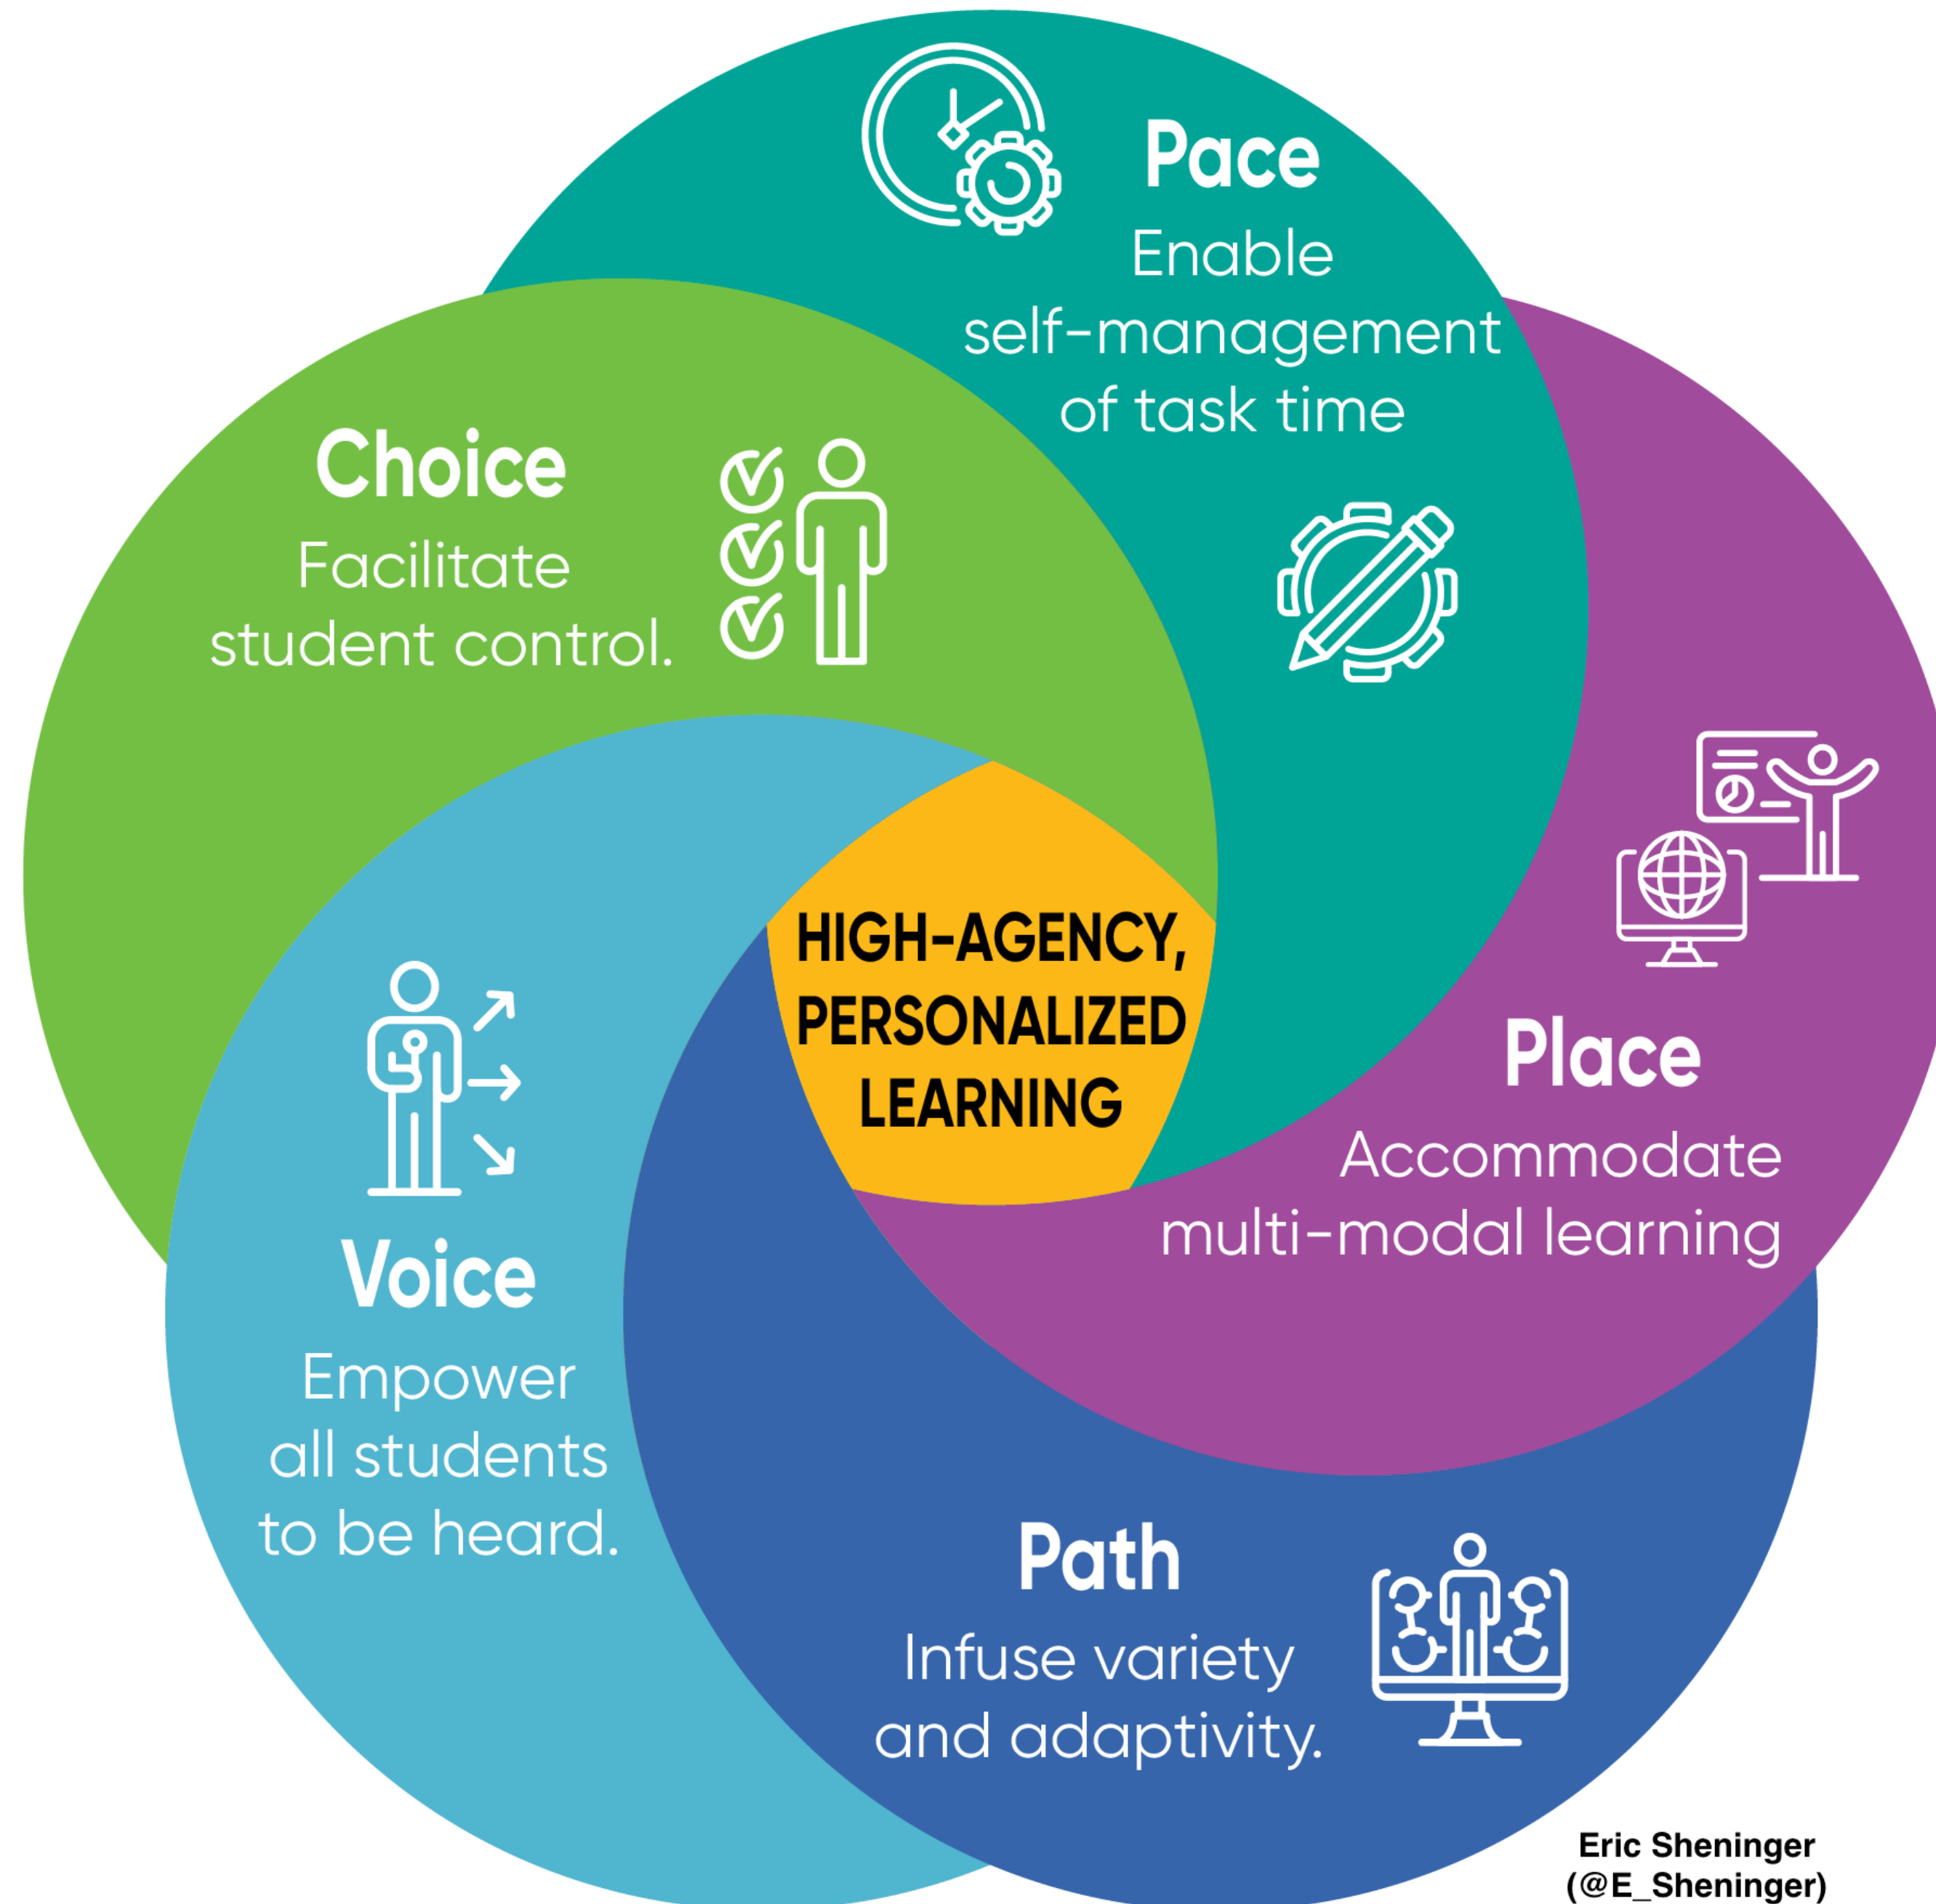 Pace
Enable
self-management
of task time
Choice
Facilitate
student control.
HIGH-AGENCY,
PERSONALIZED
LEARNING
Place
Accommodate
multi-modal learning
Voice
Empower
all students
to be heard.
Path
Infuse variety
and adaptivity.
Eric Sheninger
(@E_Sheninger)